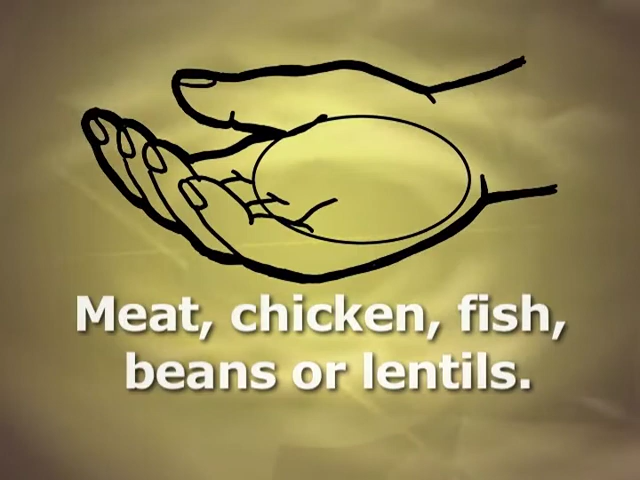 Meat, chicken, fish,
beans or lentils.